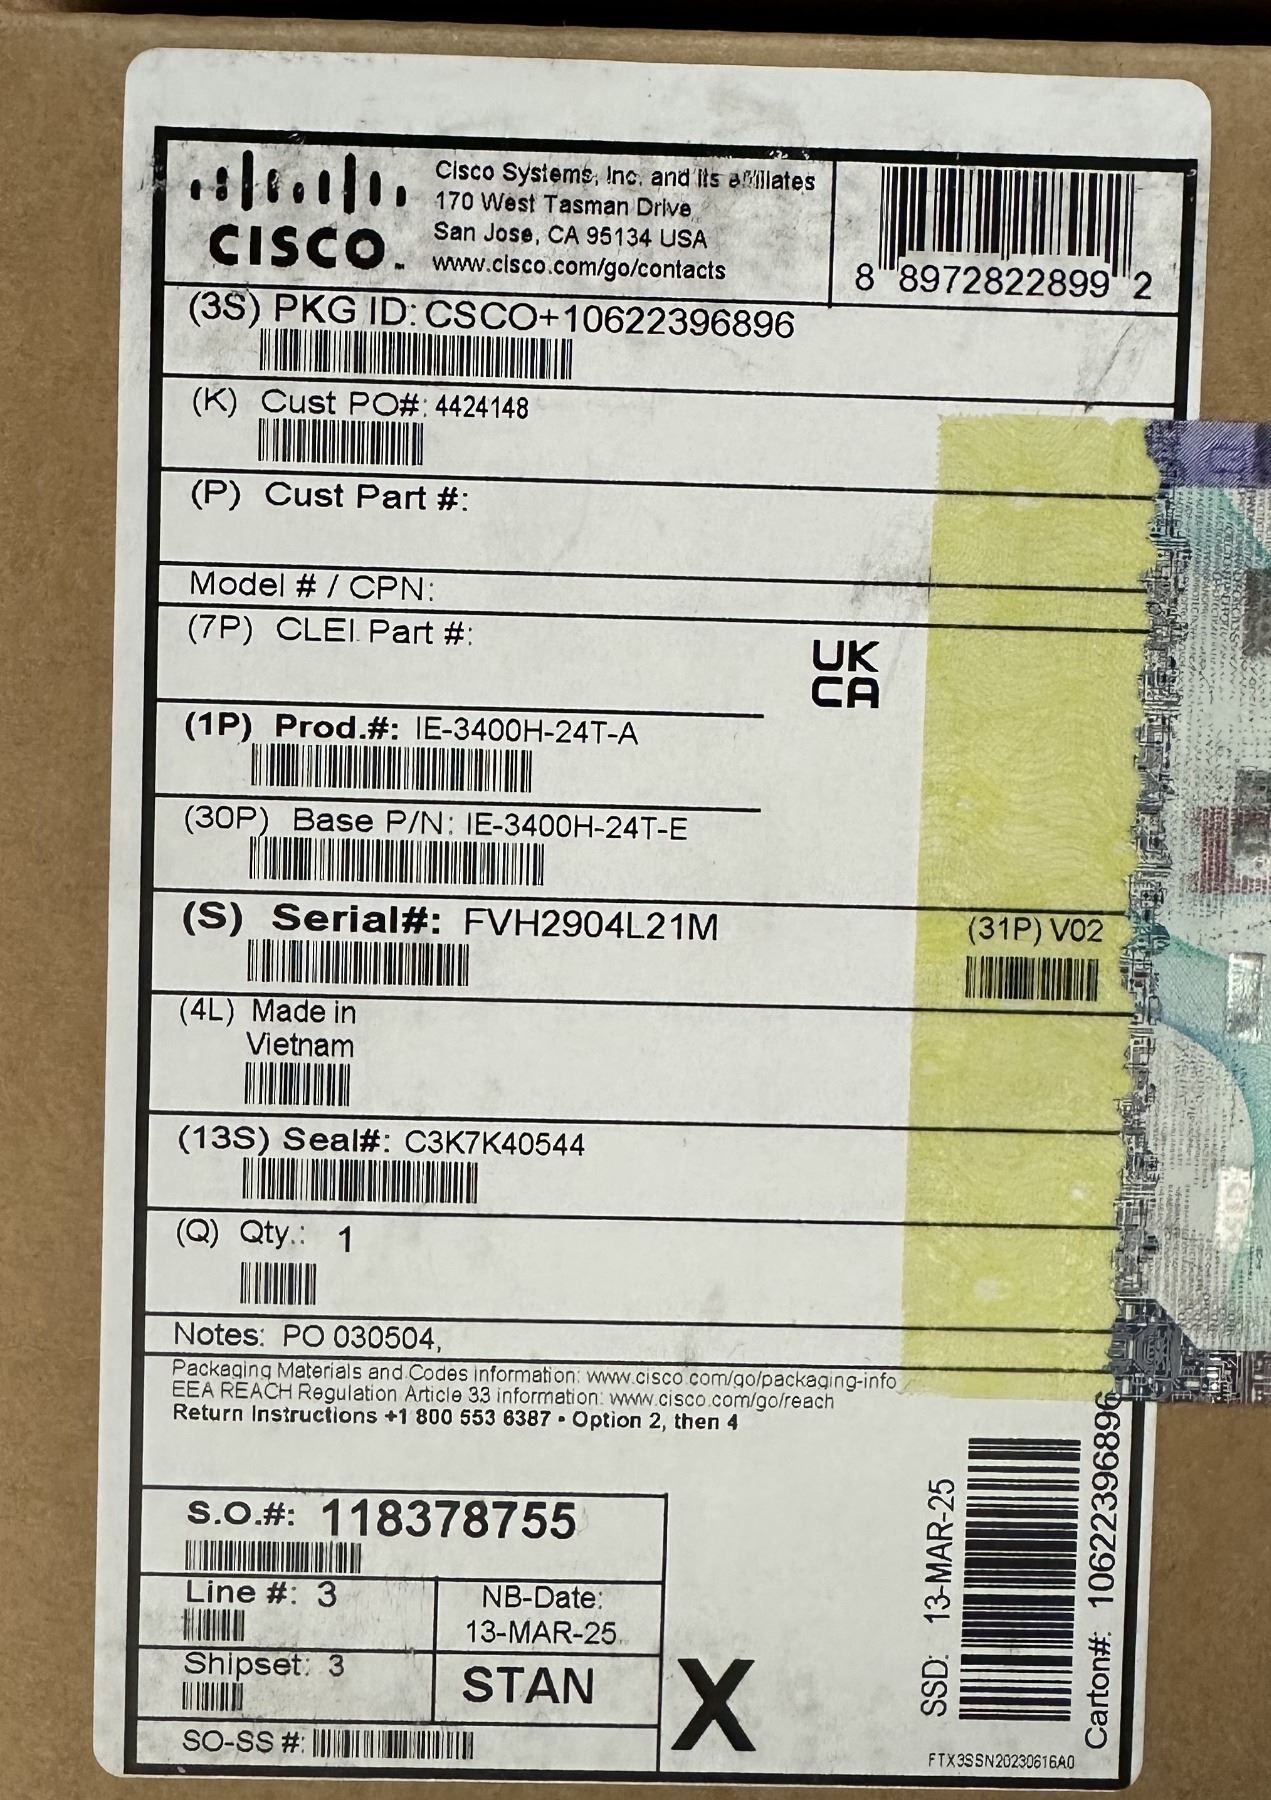 CISCO
Cisco Systems, Inc. and its affiliates
170 West Tasman Drive
San Jose, CA 95134 USA
www.cisco.com/go/contacts
8 8972822899 2
(3S) PKG ID: CSCO+10622396896
(K) Cust PO#: 4424148
(P) Cust Part #:
Model # / CPN:
(7P) CLEI Part #:
UK
CA
(1P) Prod.#: IE-3400H-24T-A
(30P) Base P/N: IE-3400H-24T-E
(S) Serial#: FVH2904L21M
(31P) V02
(4L) Made in
Vietnam
(13S) Seal#: C3K7K40544
(Q) Qty.: 1
Notes: PO 030504,
Packaging Materials and Codes information: www.cisco.com/go/packaging-info
EEA REACH Regulation Article 33 information: www.cisco.com/go/reach
Return Instructions +1 800 553 6387 • Option 2, then 4
S.O.#: 118378755
Line #: 3
NB-Date:
13-MAR-25
Shipset: 3
STAN
SO-SS #:
X
SSD: 13-MAR-25
Carton#: 10622396896
FTX3SSN20230616A0